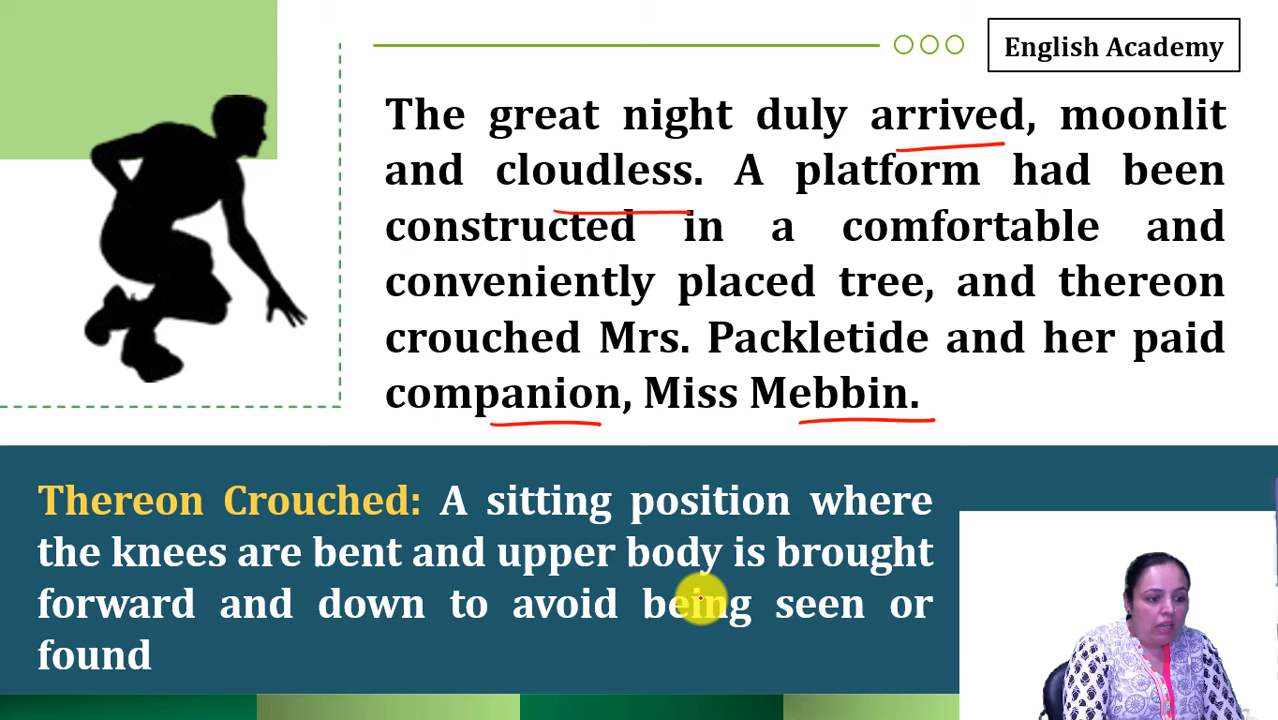 English Academy
The great night duly arrived, moonlit
and cloudless. A platform had been
constructed in a comfortable and
conveniently placed tree, and thereon
crouched Mrs. Packletide and her paid
companion, Miss Mebbin.
Thereon Crouched: A sitting position where
the knees are bent and upper body is brought
forward and down to avoid being seen or
found